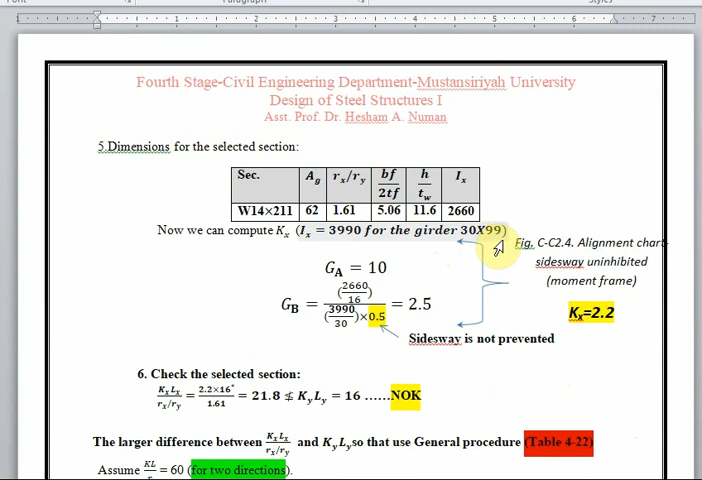 Fourth Stage-Civil Engineering Department-Mustansiriyah University
Design of Steel Structures I
Asst. Prof. Dr. Hesham A. Numan
5.Dimensions for the selected section:
Sec. A_g r_x/r_y bf/2tf h/t_w I_x
W14×211 62 1.61 5.06 11.6 2660
Now we can compute K_x (I_x = 3990 for the girder 30X99)
Fig. C-C2.4. Alignment chart-
sidesway uninhibited
(moment frame)
G_A = 10
G_B = (2660/16)/((3990/30)×0.5) = 2.5
K_x=2.2
Sidesway is not prevented
6. Check the selected section:
K_xL_x/r_x/r_y = 2.2×16'/1.61 = 21.8 ≰ K_yL_y = 16 ......NOK
The larger difference between K_xL_x/r_x/r_y and K_yL_y so that use General procedure (Table 4-22)
Assume KL/r = 60 (for two directions).